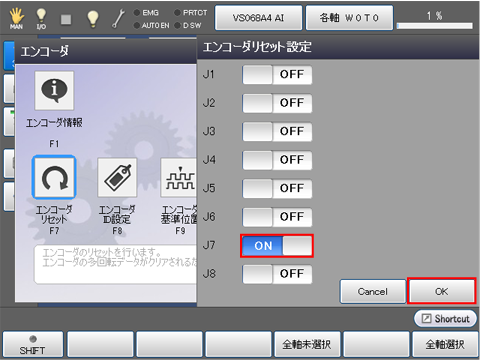 MAN
I/O
EMG
PRTCT
AUTOEN
DSW
VS068A4 AI
各軸 W0T0
1 %
エンコーダ
エンコーダ情報
F1
エンコーダ
リセット
F7
エンコーダ
ID設定
F8
エンコーダ
基準位置
F9
エンコーダのリセットを行います。
エンコーダの多回転データがクリアされるた
エンコーダリセット設定
J1 OFF
J2 OFF
J3 OFF
J4 OFF
J5 OFF
J6 OFF
J7 ON
J8 OFF
Cancel
OK
Shortcut
SHIFT
全軸未選択
全軸選択